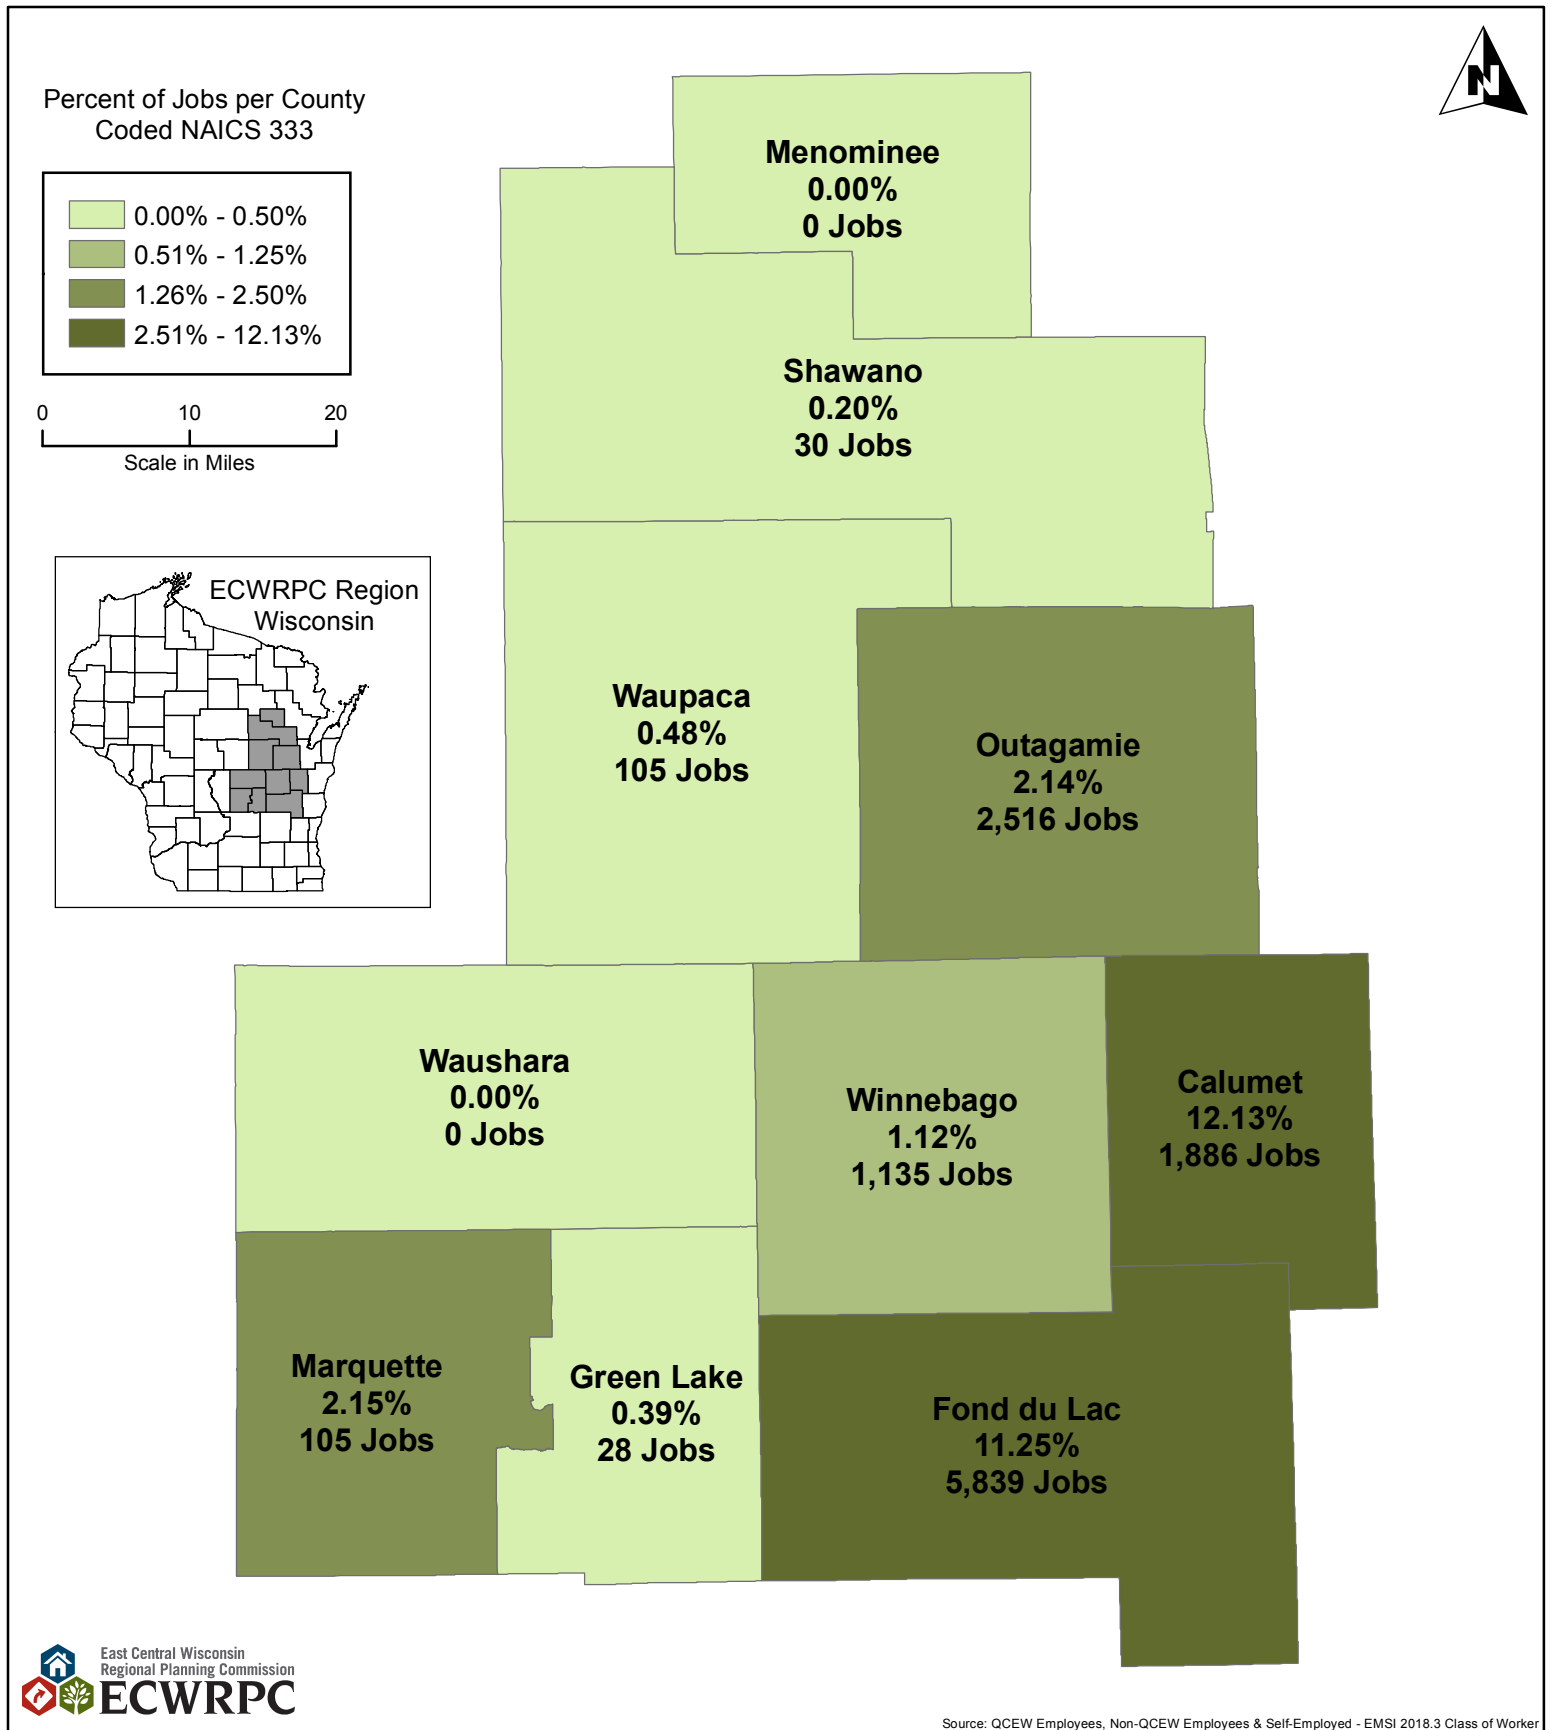 Percent of Jobs per County
Coded NAICS 333
0.00% - 0.50%
0.51% - 1.25%
1.26% - 2.50%
2.51% - 12.13%
0 10 20
Scale in Miles
ECWRPC Region
Wisconsin
N
Menominee
0.00%
0 Jobs
Shawano
0.20%
30 Jobs
Waupaca
0.48%
105 Jobs
Outagamie
2.14%
2,516 Jobs
Waushara
0.00%
0 Jobs
Winnebago
1.12%
1,135 Jobs
Calumet
12.13%
1,886 Jobs
Marquette
2.15%
105 Jobs
Green Lake
0.39%
28 Jobs
Fond du Lac
11.25%
5,839 Jobs
East Central Wisconsin
Regional Planning Commission
ECWRPC
Source: QCEW Employees, Non-QCEW Employees & Self-Employed - EMSI 2018.3 Class of Worker